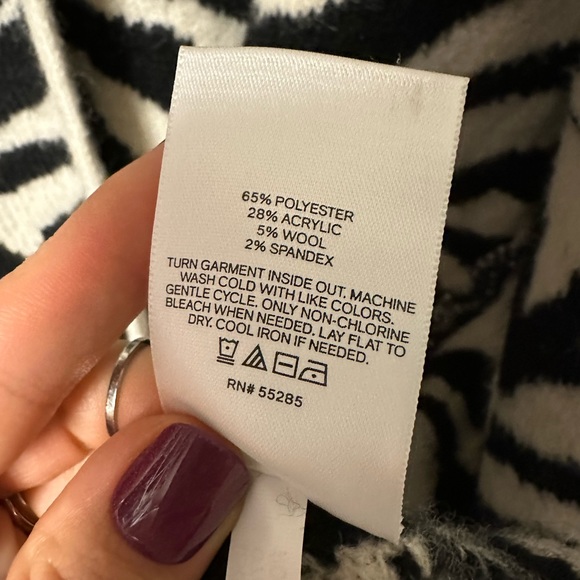 65% POLYESTER
28% ACRYLIC
5% WOOL
2% SPANDEX
TURN GARMENT INSIDE OUT. MACHINE
WASH COLD WITH LIKE COLORS.
GENTLE CYCLE. ONLY NON-CHLORINE
BLEACH WHEN NEEDED. LAY FLAT TO
DRY. COOL IRON IF NEEDED.
RN# 55285